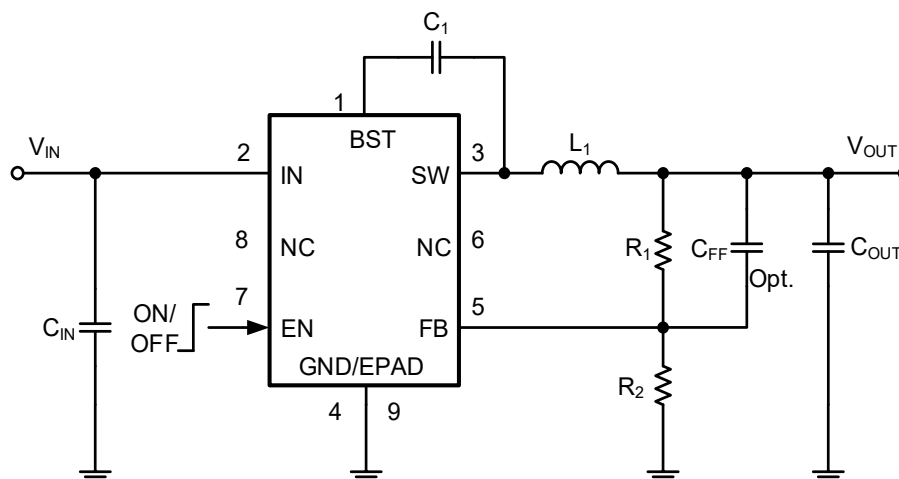 C1
1
BST
VIN
2
IN
SW
3
L1
VOUT
8
NC
NC
6
R1
CFF
Opt.
COUT
7
ON/
OFF
EN
FB
5
CIN
GND/EPAD
4
9
R2